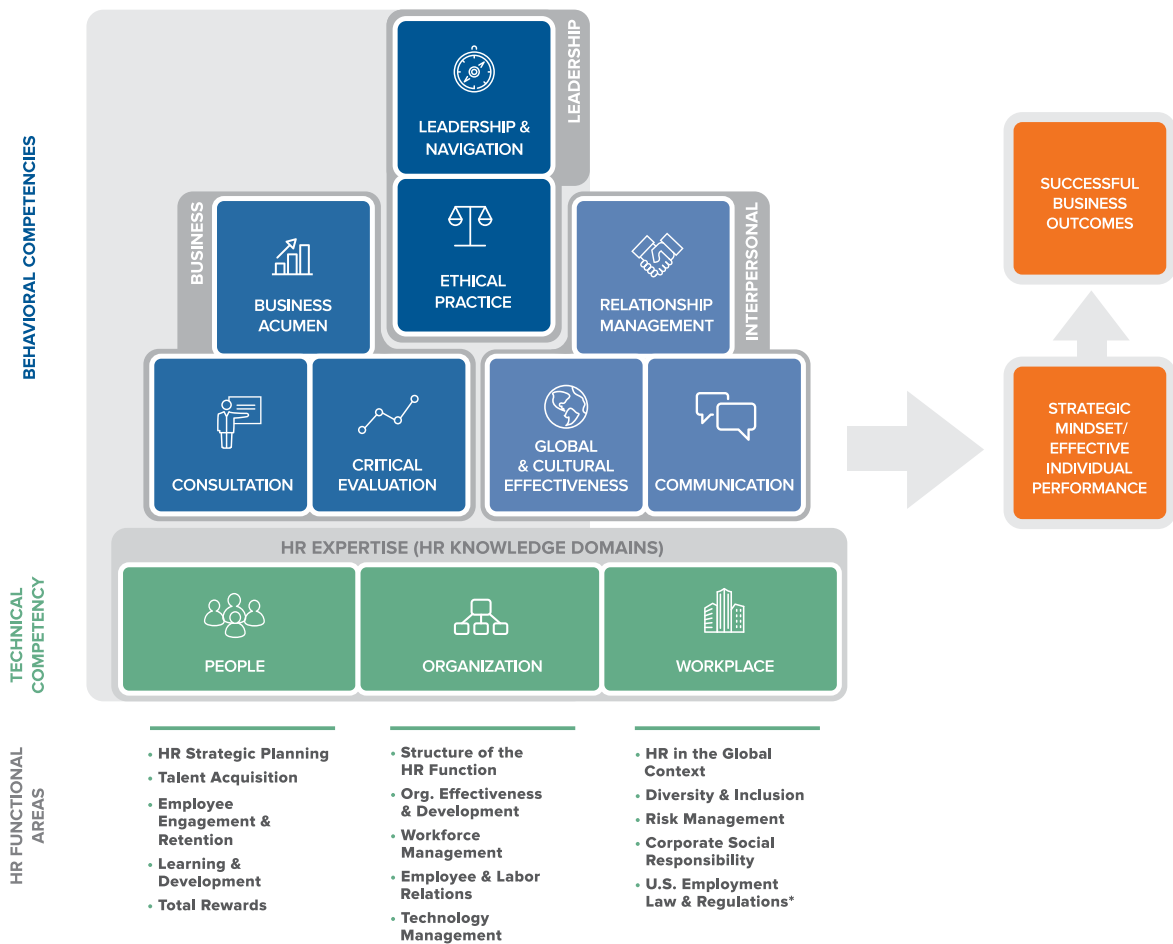 BEHAVIORAL COMPETENCIES
LEADERSHIP &
NAVIGATION
LEADERSHIP
ETHICAL
PRACTICE
BUSINESS
BUSINESS
ACUMEN
CONSULTATION
CRITICAL
EVALUATION
RELATIONSHIP
MANAGEMENT
INTERPERSONAL
GLOBAL
& CULTURAL
EFFECTIVENESS
COMMUNICATION
SUCCESSFUL
BUSINESS
OUTCOMES
STRATEGIC
MINDSET/
EFFECTIVE
INDIVIDUAL
PERFORMANCE
TECHNICAL
COMPETENCY
HR EXPERTISE (HR KNOWLEDGE DOMAINS)
PEOPLE
ORGANIZATION
WORKPLACE
HR FUNCTIONAL
AREAS
• HR Strategic Planning
• Talent Acquisition
• Employee
Engagement &
Retention
• Learning &
Development
• Total Rewards
• Structure of the
HR Function
• Org. Effectiveness
& Development
• Workforce
Management
• Employee & Labor
Relations
• Technology
Management
• HR in the Global
Context
• Diversity & Inclusion
• Risk Management
• Corporate Social
Responsibility
• U.S. Employment
Law & Regulations*